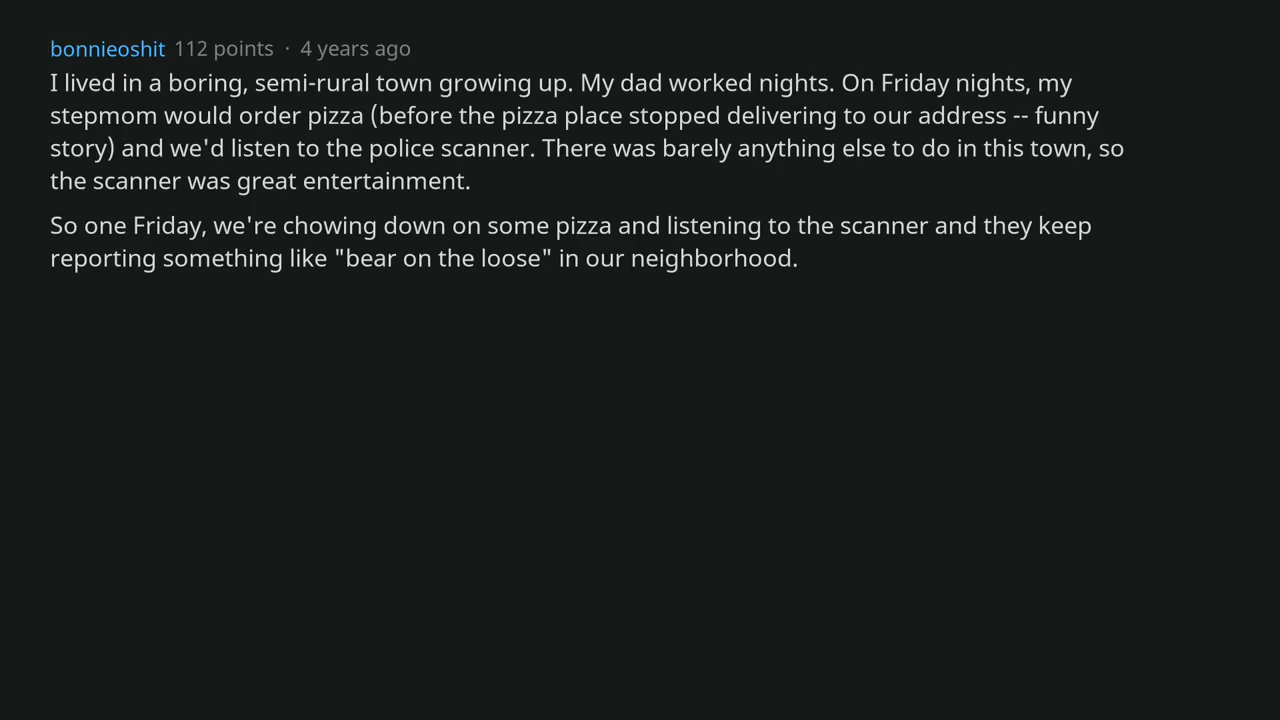 bonnieoshit 112 points · 4 years ago
I lived in a boring, semi-rural town growing up. My dad worked nights. On Friday nights, my
stepmom would order pizza (before the pizza place stopped delivering to our address -- funny
story) and we'd listen to the police scanner. There was barely anything else to do in this town, so
the scanner was great entertainment.
So one Friday, we're chowing down on some pizza and listening to the scanner and they keep
reporting something like "bear on the loose" in our neighborhood.